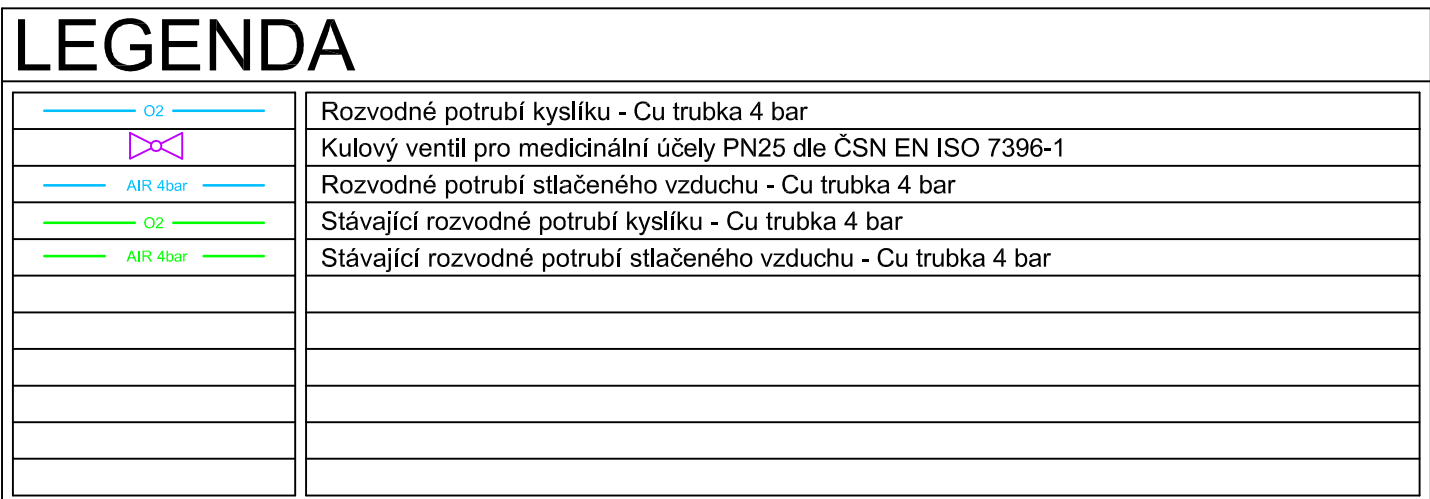 LEGENDA
O2 Rozvodné potrubí kyslíku - Cu trubka 4 bar
Kulový ventil pro medicinální účely PN25 dle ČSN EN ISO 7396-1
AIR 4bar Rozvodné potrubí stlačeného vzduchu - Cu trubka 4 bar
O2 Stávající rozvodné potrubí kyslíku - Cu trubka 4 bar
AIR 4bar Stávající rozvodné potrubí stlačeného vzduchu - Cu trubka 4 bar